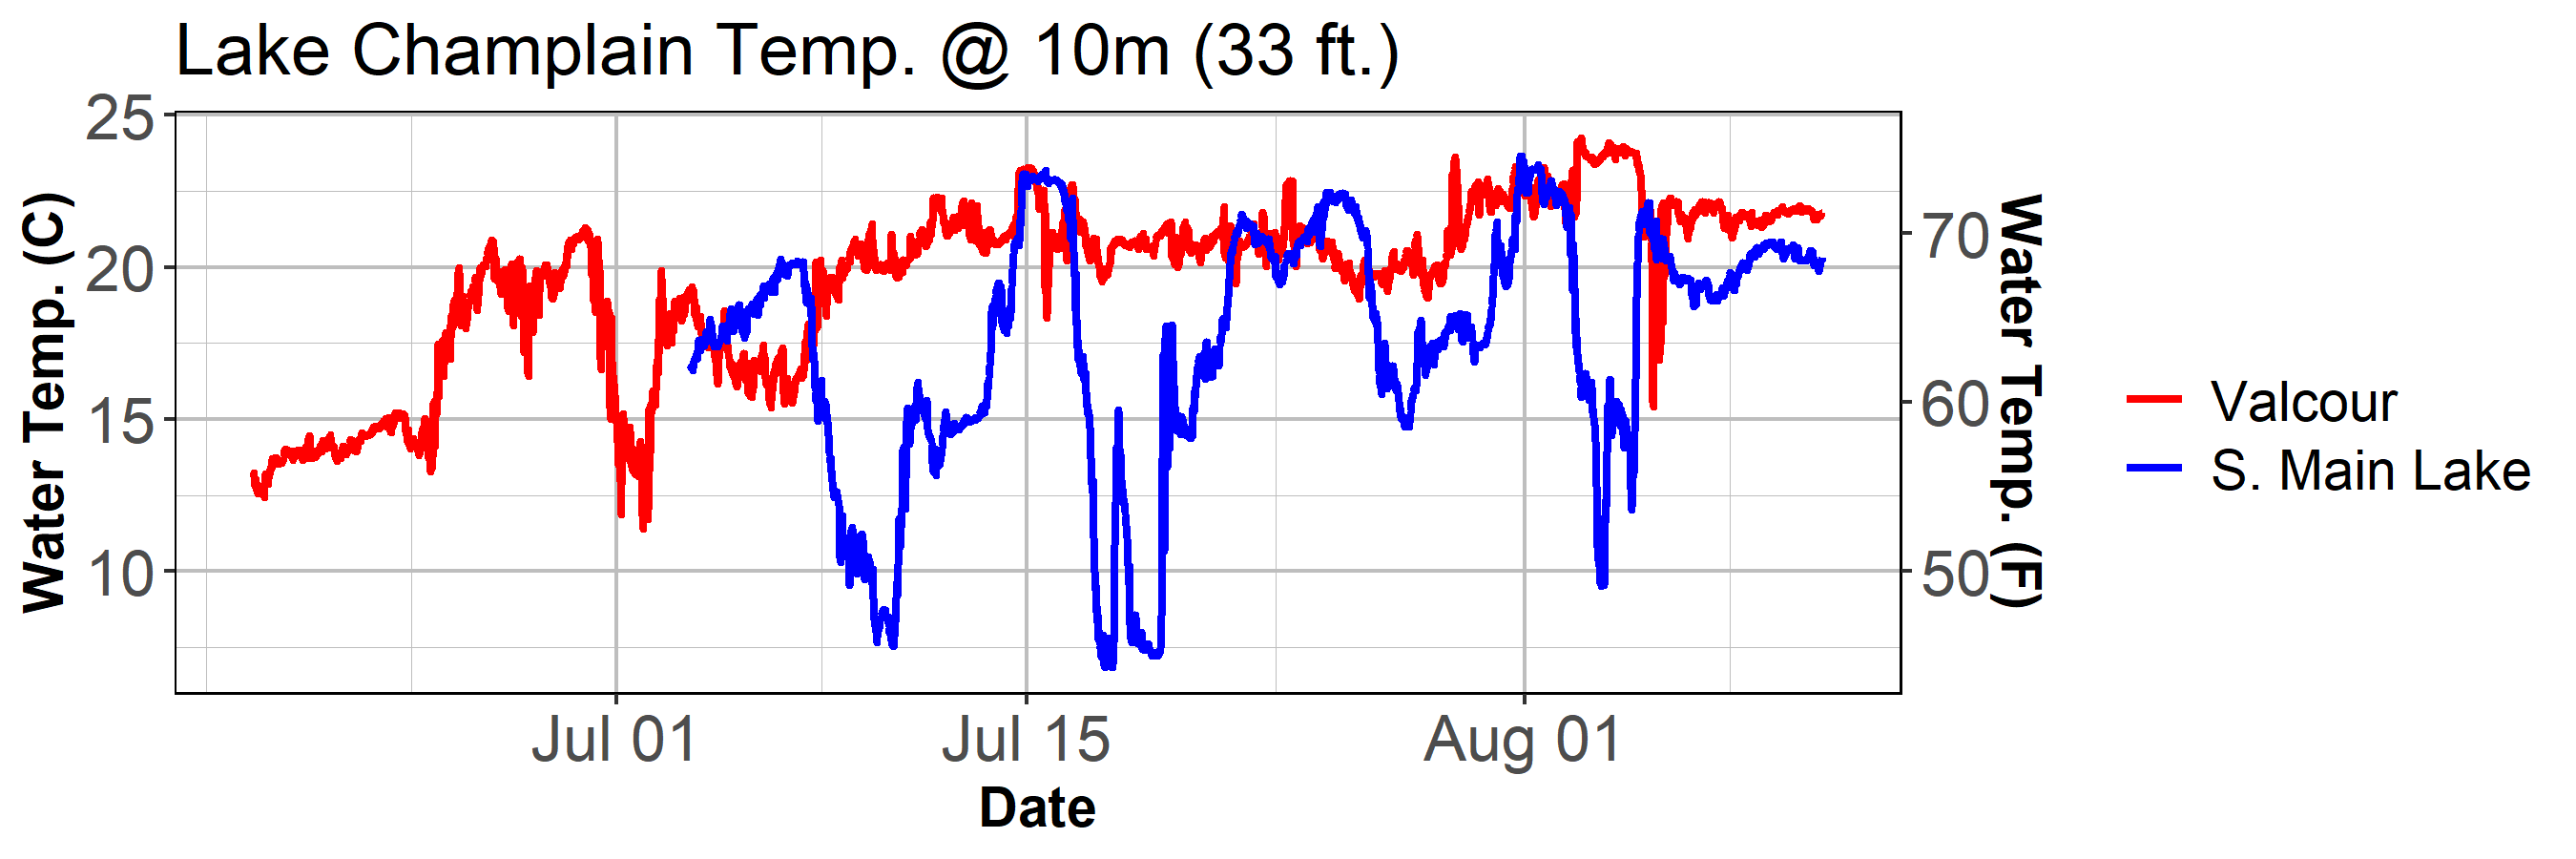 Lake Champlain Temp. @ 10m (33 ft.)
Water Temp. (C)
25
20
15
10
70
60
50
Water Temp. (F)
Jul 01
Jul 15
Aug 01
Date
Valcour
S. Main Lake